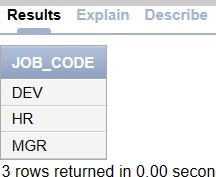 Results Explain Describe
JOB_CODE
DEV
HR
MGR
3 rows returned in 0.00 secon